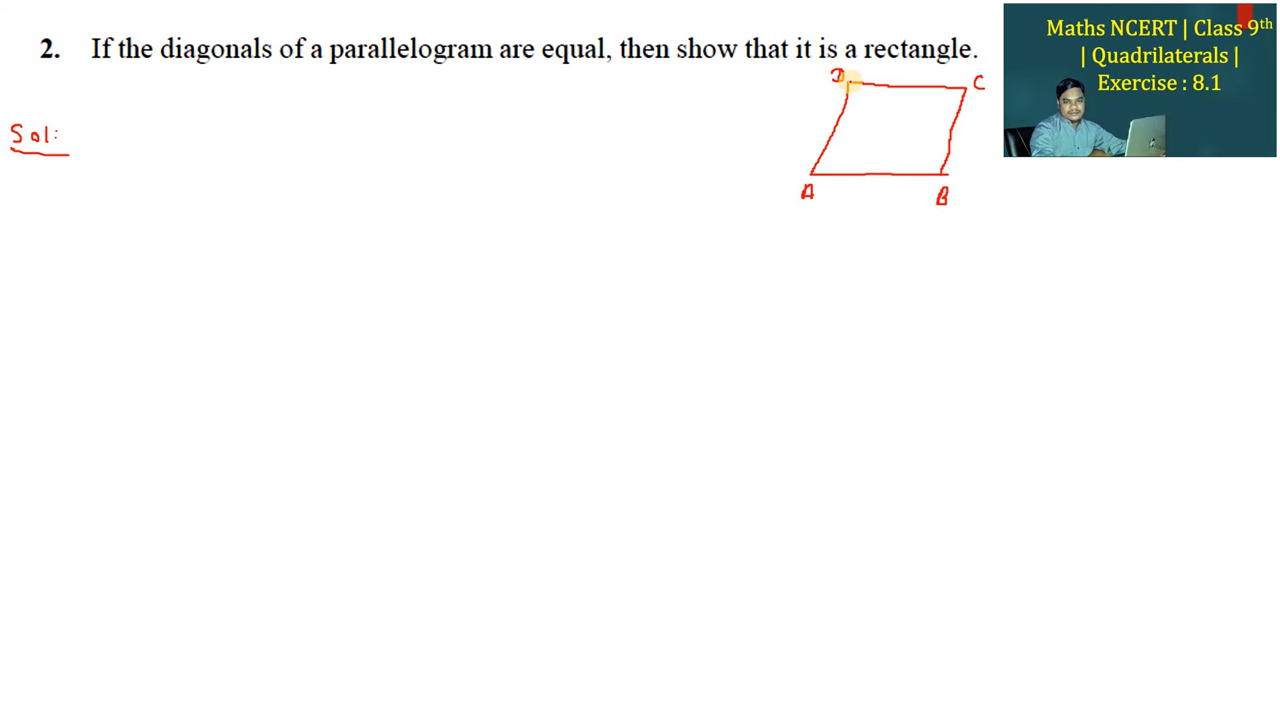 2. If the diagonals of a parallelogram are equal, then show that it is a rectangle.
Maths NCERT | Class 9th
| Quadrilaterals |
Exercise : 8.1
D
C
Sol:
A
B